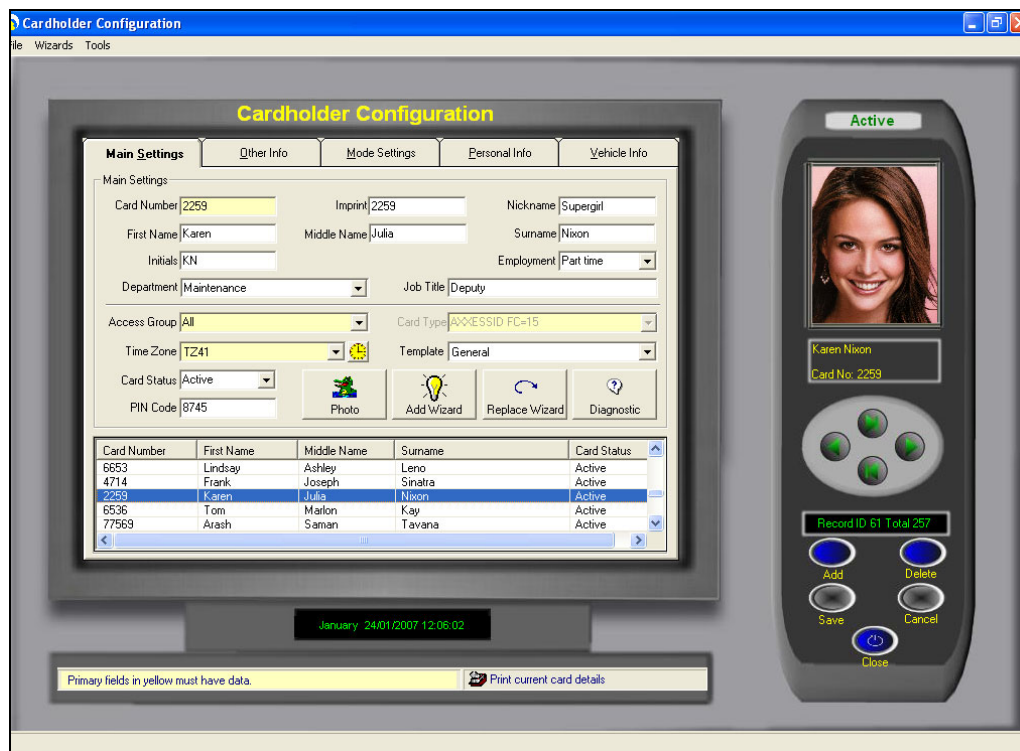 Cardholder Configuration
File Wizards Tools
Cardholder Configuration
Active
Main Settings Other Info Mode Settings Personal Info Vehicle Info
Main Settings
Card Number 2259 Imprint 2259 Nickname Supergirl
First Name Karen Middle Name Julia Surname Nixon
Initials KN Employment Part time
Department Maintenance Job Title Deputy
Access Group All Card Type AXXESSID FC=15
Time Zone TZ41 Template General
Card Status Active
PIN Code 8745
Photo Add Wizard Replace Wizard Diagnostic
Card Number First Name Middle Name Surname Card Status
6653 Lindsay Ashley Leno Active
4714 Frank Joseph Sinatra Active
2259 Karen Julia Nixon Active
6536 Tom Marlon Kay Active
77569 Arash Saman Tavana Active
January 24/01/2007 12:06:02
Primary fields in yellow must have data. Print current card details
Karen Nixon
Card No: 2259
Record ID 61 Total 257
Add Delete
Save Cancel
Close